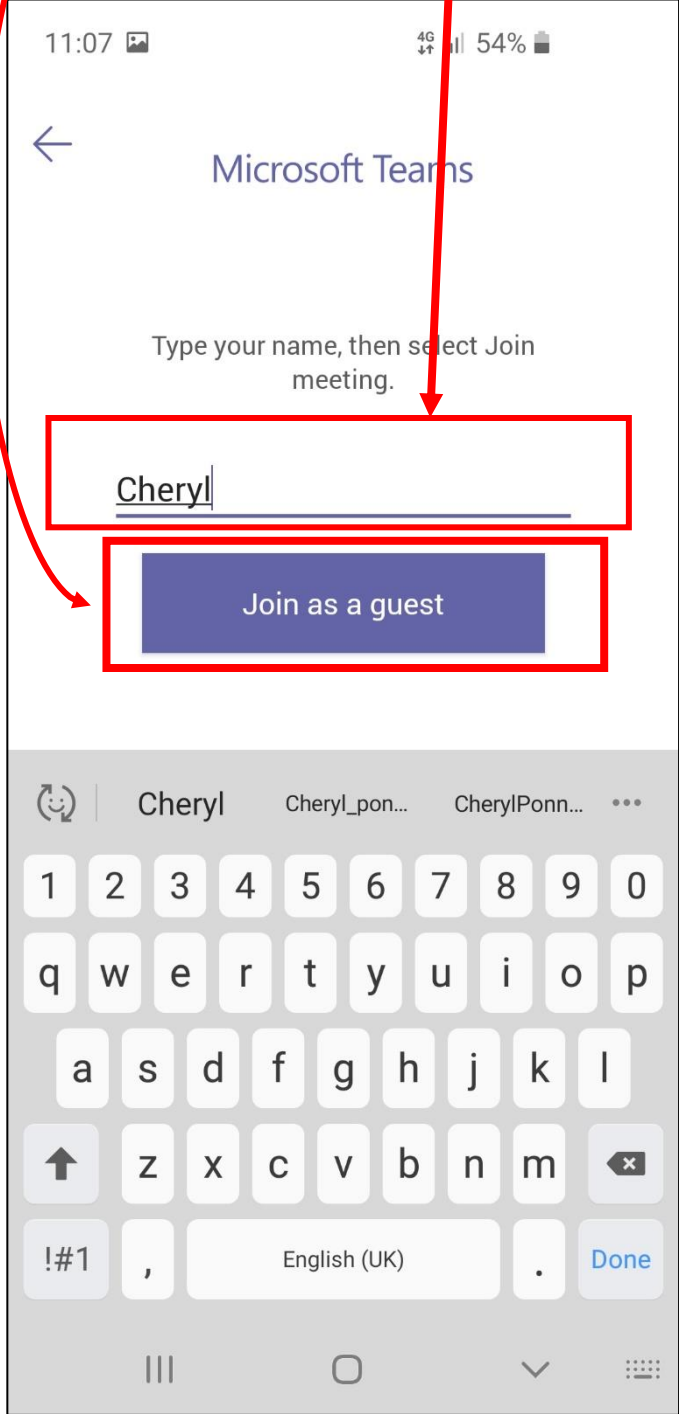 11:07 4G 54%
Microsoft Teams
Type your name, then select Join
meeting.
Cheryl
Join as a guest
Cheryl Cheryl_pon... CherylPonn... •••
1 2 3 4 5 6 7 8 9 0
q w e r t y u i o p
a s d f g h j k l
z x c v b n m
!#1 , English (UK) . Done